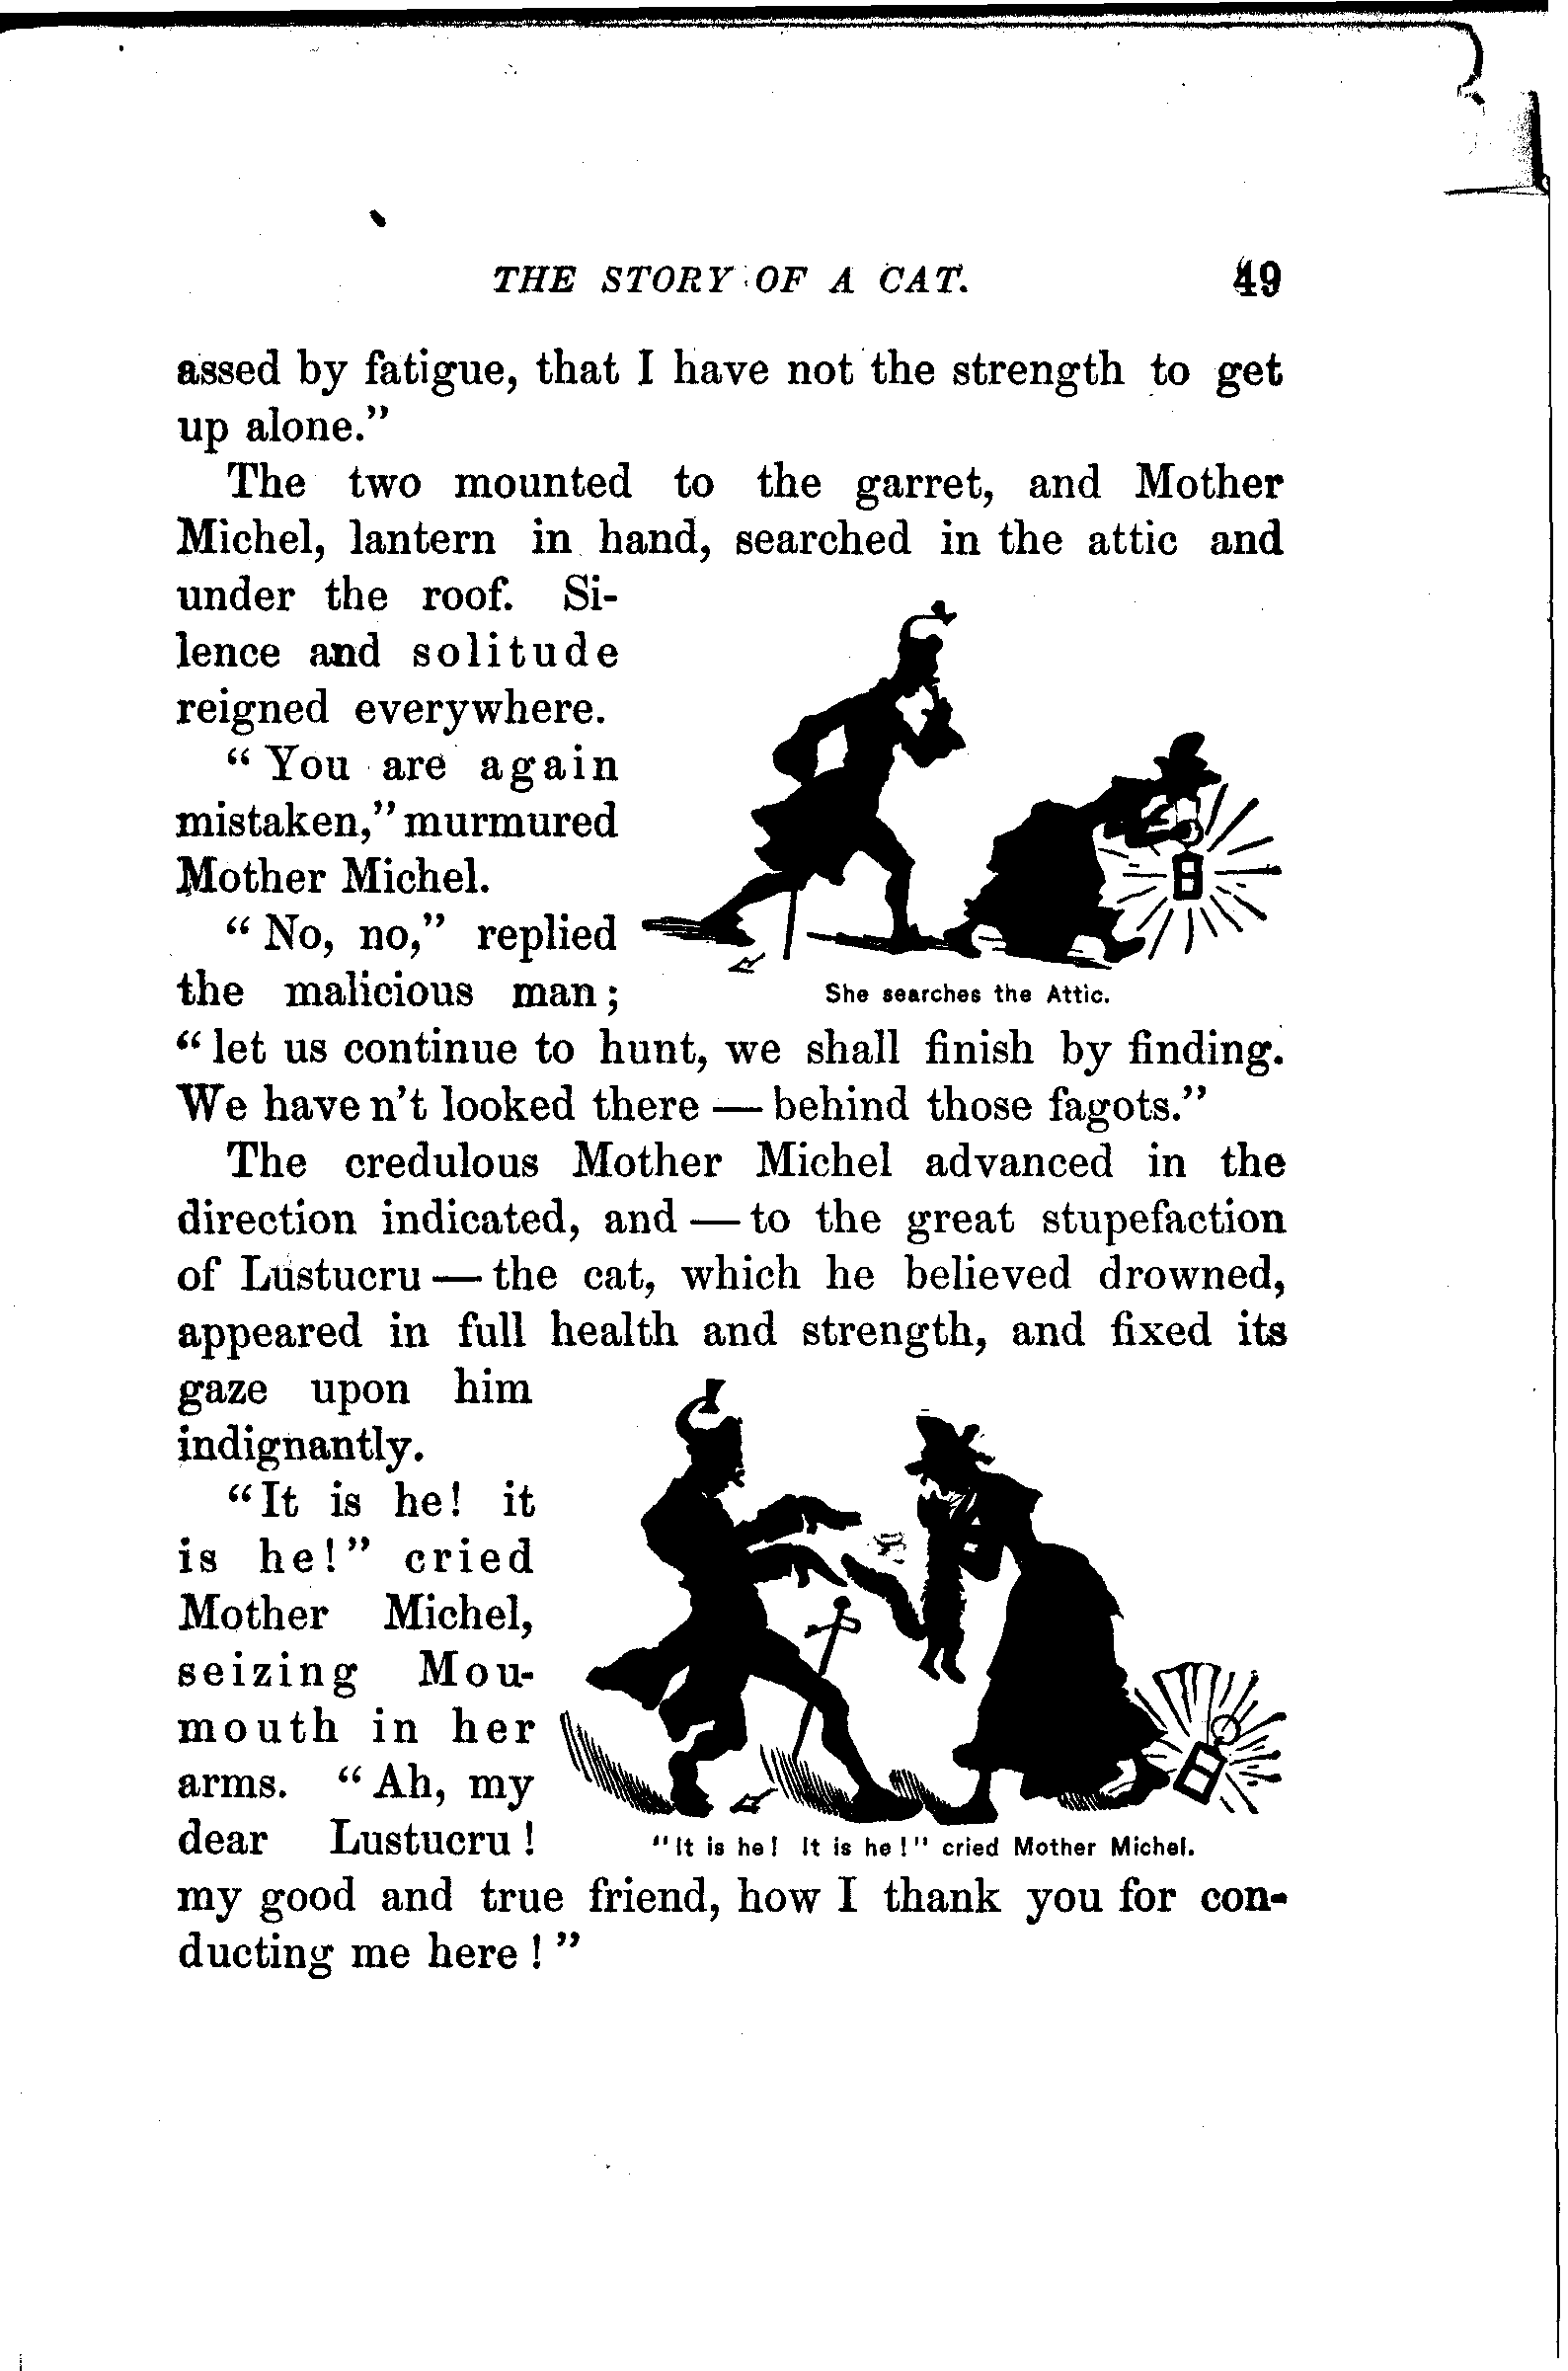 THE STORY OF A CAT. 49
assed by fatigue, that I have not the strength to get
up alone."
The two mounted to the garret, and Mother
Michel, lantern in hand, searched in the attic and
under the roof. Si-
lence and solitude
reigned everywhere.
"You are again
mistaken," murmured
Mother Michel.
"No, no," replied
the malicious man;
She searches the Attic.
"let us continue to hunt, we shall finish by finding.
We have n't looked there — behind those fagots."
The credulous Mother Michel advanced in the
direction indicated, and — to the great stupefaction
of Lustucru — the cat, which he believed drowned,
appeared in full health and strength, and fixed its
gaze upon him
indignantly.
"It is he! it
is he!" cried
Mother Michel,
seizing Mou-
mouth in her
arms. "Ah, my
dear Lustucru!
"It is he! It is he!" cried Mother Michel.
my good and true friend, how I thank you for con-
ducting me here!"